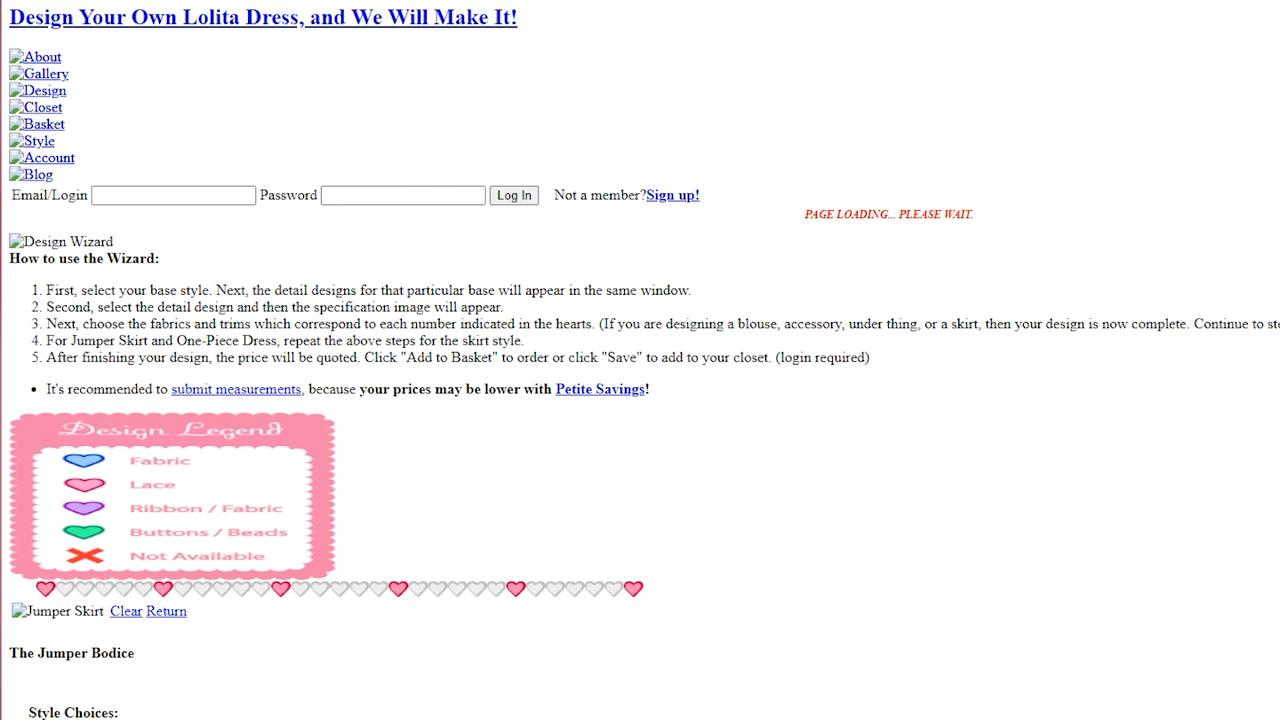 Design Your Own Lolita Dress, and We Will Make It!
About
Gallery
Design
Closet
Basket
Style
Account
Blog
Email/Login Password Log In Not a member?Sign up!
PAGE LOADING... PLEASE WAIT.
Design Wizard
How to use the Wizard:
1. First, select your base style. Next, the detail designs for that particular base will appear in the same window.
2. Second, select the detail design and then the specification image will appear.
3. Next, choose the fabrics and trims which correspond to each number indicated in the hearts. (If you are designing a blouse, accessory, under thing, or a skirt, then your design is now complete. Continue to
4. For Jumper Skirt and One-Piece Dress, repeat the above steps for the skirt style.
5. After finishing your design, the price will be quoted. Click "Add to Basket" to order or click "Save" to add to your closet. (login required)
• It's recommended to submit measurements, because your prices may be lower with Petite Savings!
Design Legend
Fabric
Lace
Ribbon / Fabric
Buttons / Beads
Not Available
Jumper Skirt Clear Return
The Jumper Bodice
Style Choices: